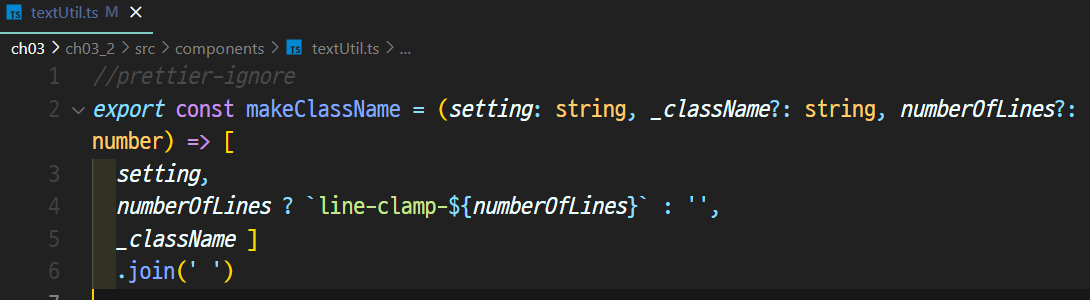 TS textUtil.ts M ×
ch03 > ch03_2 > src > components > TS textUtil.ts > ...
1 //prettier-ignore
2 export const makeClassName = (setting: string, _className?: string, numberOfLines?:
number) => [
3 setting,
4 numberOfLines ? `line-clamp-${numberOfLines}` : '',
5 _className ]
6 .join(' ')
7